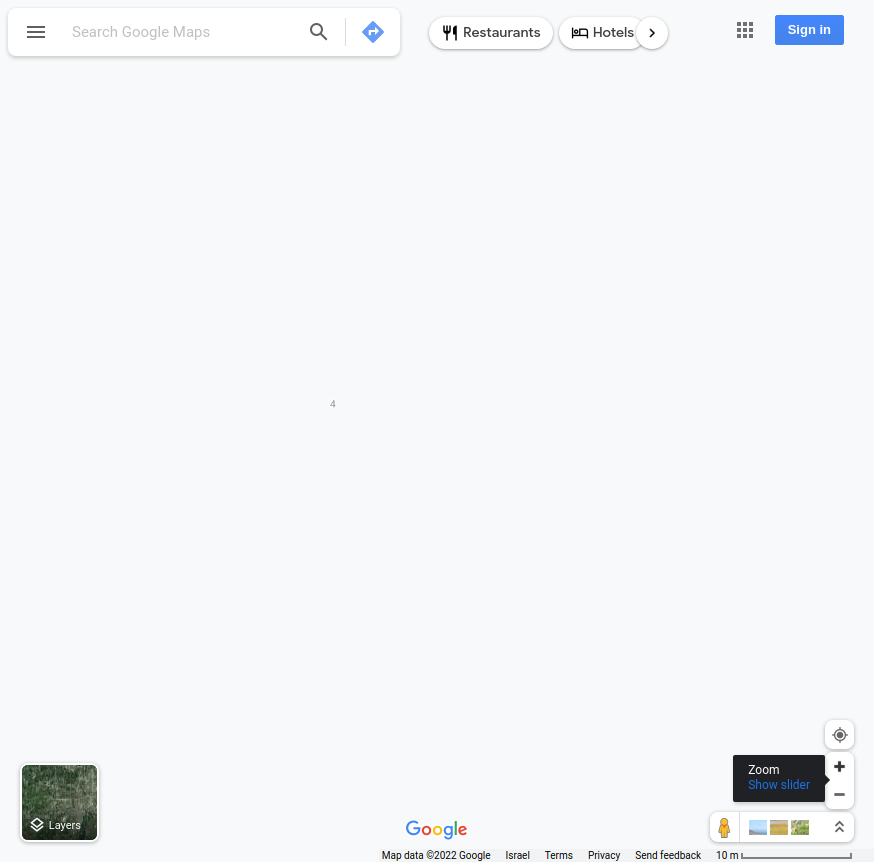 Search Google Maps
Restaurants
Hotels
Sign in
4
Zoom
Show slider
Layers
Google
Map data ©2022 Google Israel Terms Privacy Send feedback 10 m